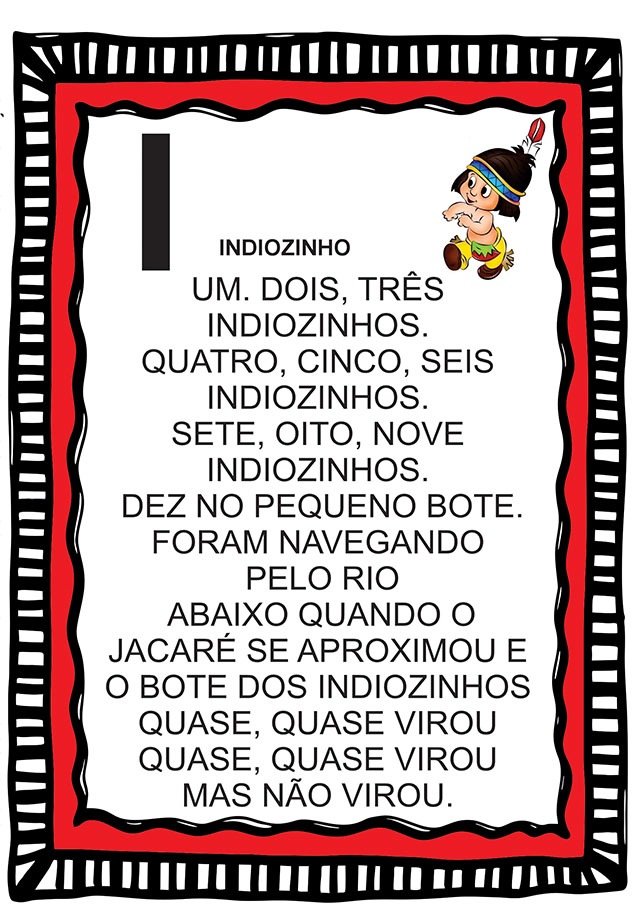 I
INDIOZINHO
UM. DOIS, TRÊS
INDIOZINHOS.
QUATRO, CINCO, SEIS
INDIOZINHOS.
SETE, OITO, NOVE
INDIOZINHOS.
DEZ NO PEQUENO BOTE.
FORAM NAVEGANDO
PELO RIO
ABAIXO QUANDO O
JACARÉ SE APROXIMOU E
O BOTE DOS INDIOZINHOS
QUASE, QUASE VIROU
QUASE, QUASE VIROU
MAS NÃO VIROU.